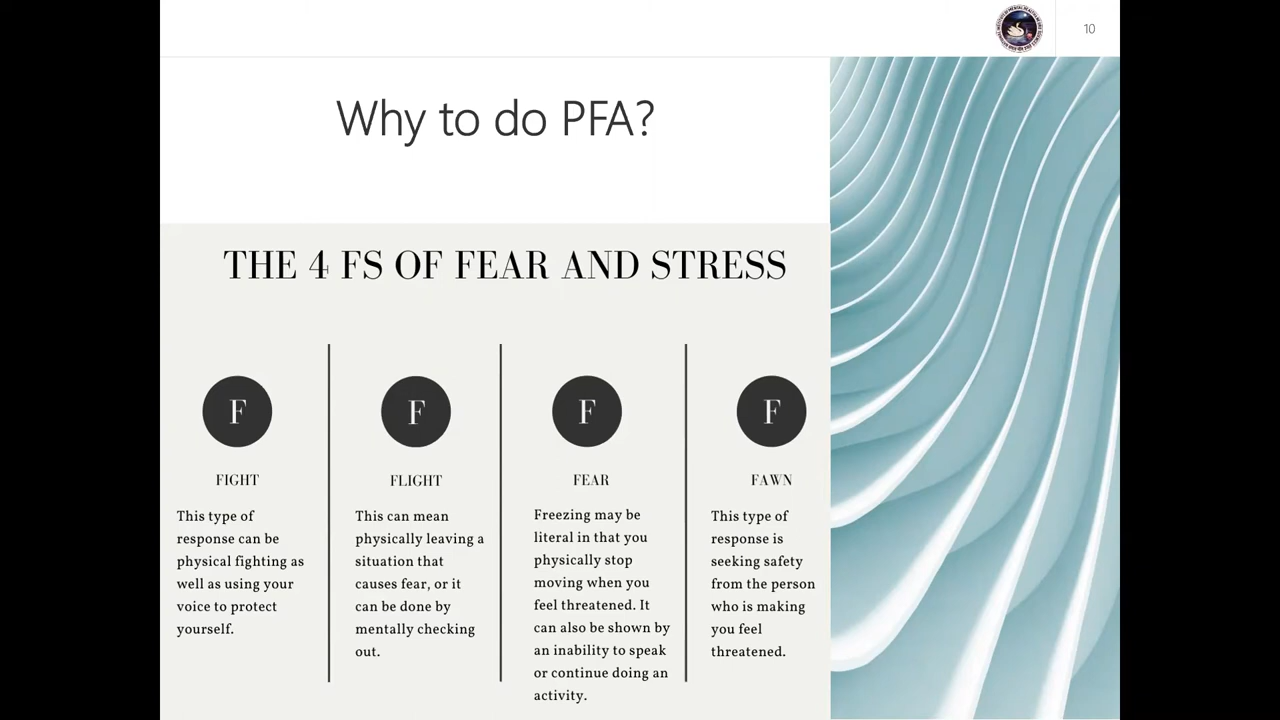 10
Why to do PFA?
THE 4 FS OF FEAR AND STRESS
F
FIGHT
This type of
response can be
physical fighting as
well as using your
voice to protect
yourself.
F
FLIGHT
This can mean
physically leaving a
situation that
causes fear, or it
can be done by
mentally checking
out.
F
FEAR
Freezing may be
literal in that you
physically stop
moving when you
feel threatened. It
can also be shown by
an inability to speak
or continue doing an
activity.
F
FAWN
This type of
response is
seeking safety
from the person
who is making
you feel
threatened.